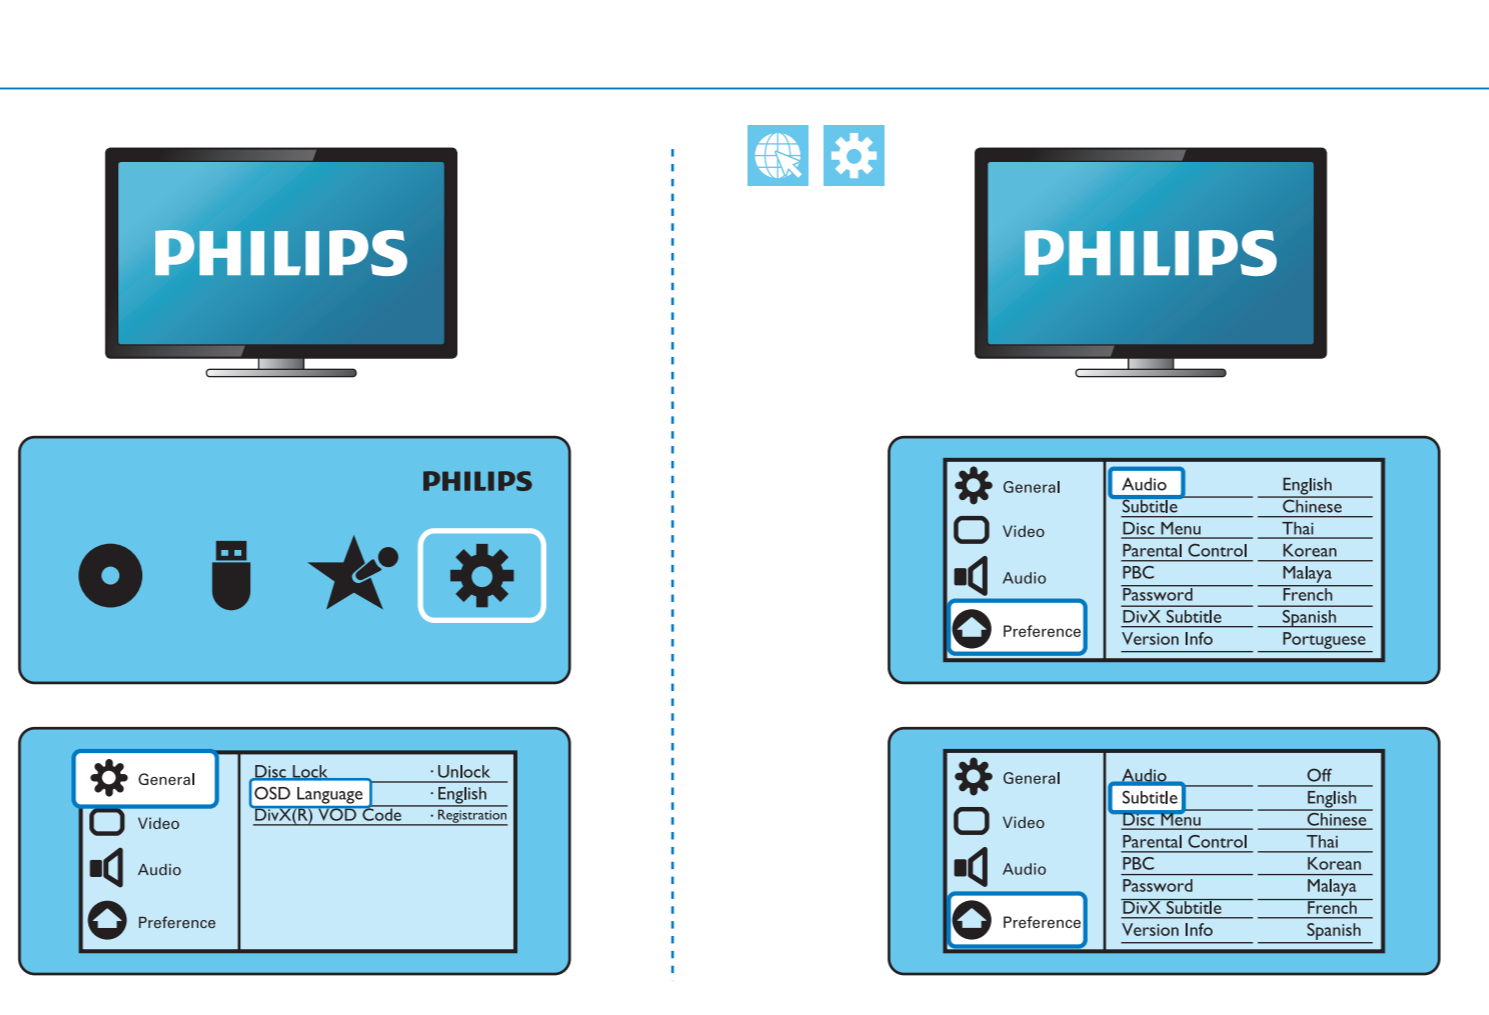 PHILIPS
PHILIPS
General
Video
Audio
Preference
Disc Lock · Unlock
OSD Language · English
DivX(R) VOD Code · Registration
PHILIPS
General
Video
Audio
Preference
Audio English
Subtitle Chinese
Disc Menu Thai
Parental Control Korean
PBC Malaya
Password French
DivX Subtitle Spanish
Version Info Portuguese
General
Video
Audio
Preference
Audio Off
Subtitle English
Disc Menu Chinese
Parental Control Thai
PBC Korean
Password Malaya
DivX Subtitle French
Version Info Spanish